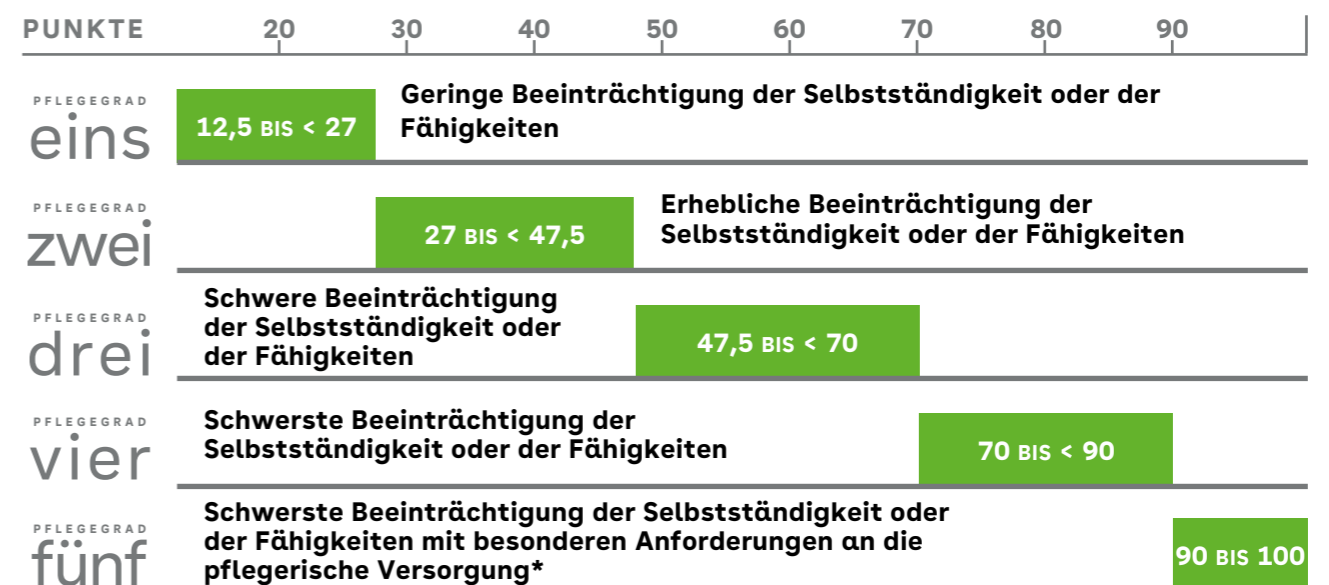 PUNKTE 20 30 40 50 60 70 80 90
PFLEGEGRAD
eins
12,5 BIS < 27
Geringe Beeinträchtigung der Selbstständigkeit oder der
Fähigkeiten
PFLEGEGRAD
zwei
27 BIS < 47,5
Erhebliche Beeinträchtigung der
Selbstständigkeit oder der Fähigkeiten
PFLEGEGRAD
drei
Schwere Beeinträchtigung
der Selbstständigkeit oder
der Fähigkeiten
47,5 BIS < 70
PFLEGEGRAD
vier
Schwerste Beeinträchtigung der
Selbstständigkeit oder der Fähigkeiten
70 BIS < 90
PFLEGEGRAD
fünf
Schwerste Beeinträchtigung der Selbstständigkeit oder
der Fähigkeiten mit besonderen Anforderungen an die
pflegerische Versorgung*
90 BIS 100